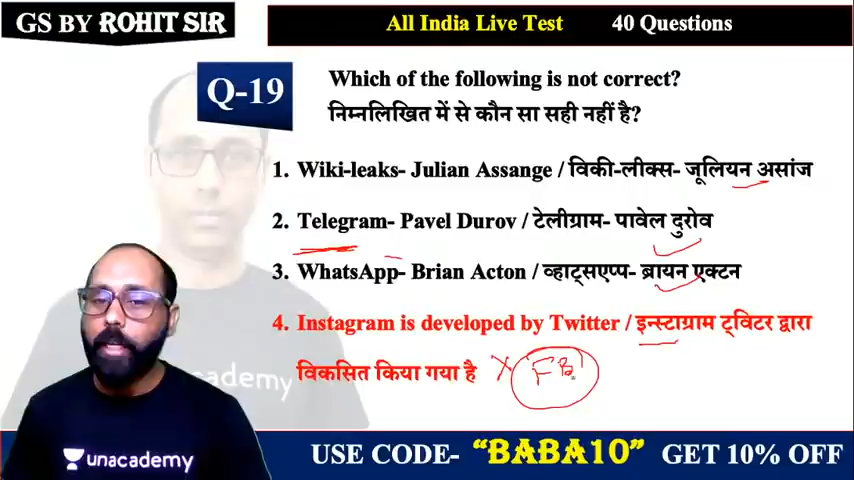 GS BY ROHIT SIR
All India Live Test 40 Questions
Q-19
Which of the following is not correct?
निम्नलिखित में से कौन सा सही नहीं है?
1. Wiki-leaks- Julian Assange / विकी-लीक्स- जूलियन असांज
2. Telegram- Pavel Durov / टेलीग्राम- पावेल दुरोव
3. WhatsApp- Brian Acton / व्हाट्सएप्प- ब्रायन एक्टन
4. Instagram is developed by Twitter / इन्स्टाग्राम ट्विटर द्वारा
विकसित किया गया है X FB
ademy
unacademy
USE CODE- “BABA10” GET 10% OFF